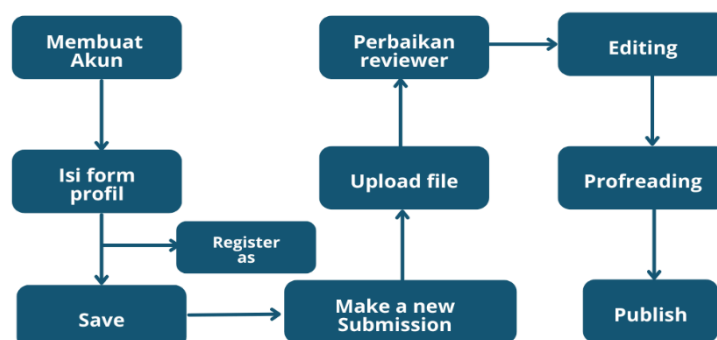 Membuat
Akun
Isi form
profil
Register
as
Save
Make a new
Submission
Upload file
Perbaikan
reviewer
Editing
Profreading
Publish